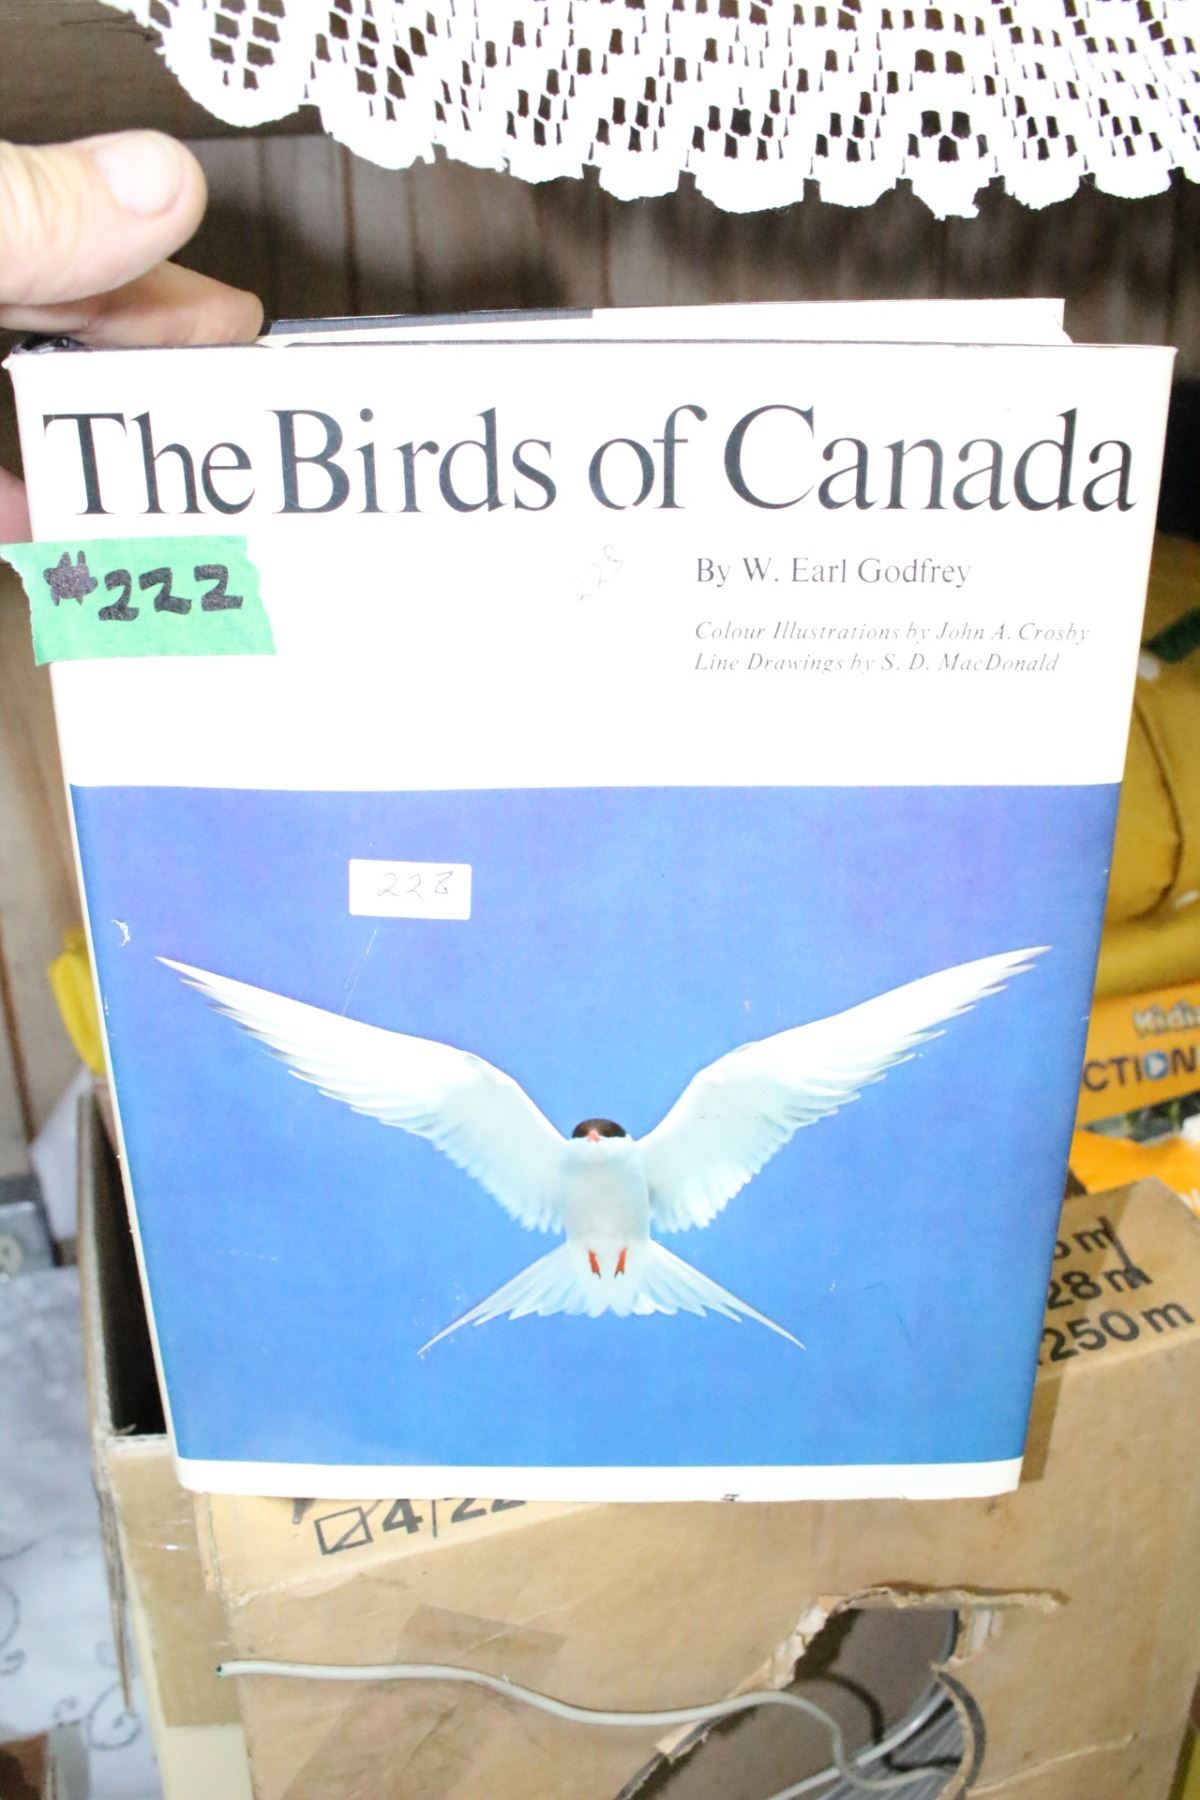 The Birds of Canada
#222
228
By W. Earl Godfrey
Colour Illustrations by John A. Crosby
Line Drawings by S. D. MacDonald
222
CTION
28 m
250 m
4/22